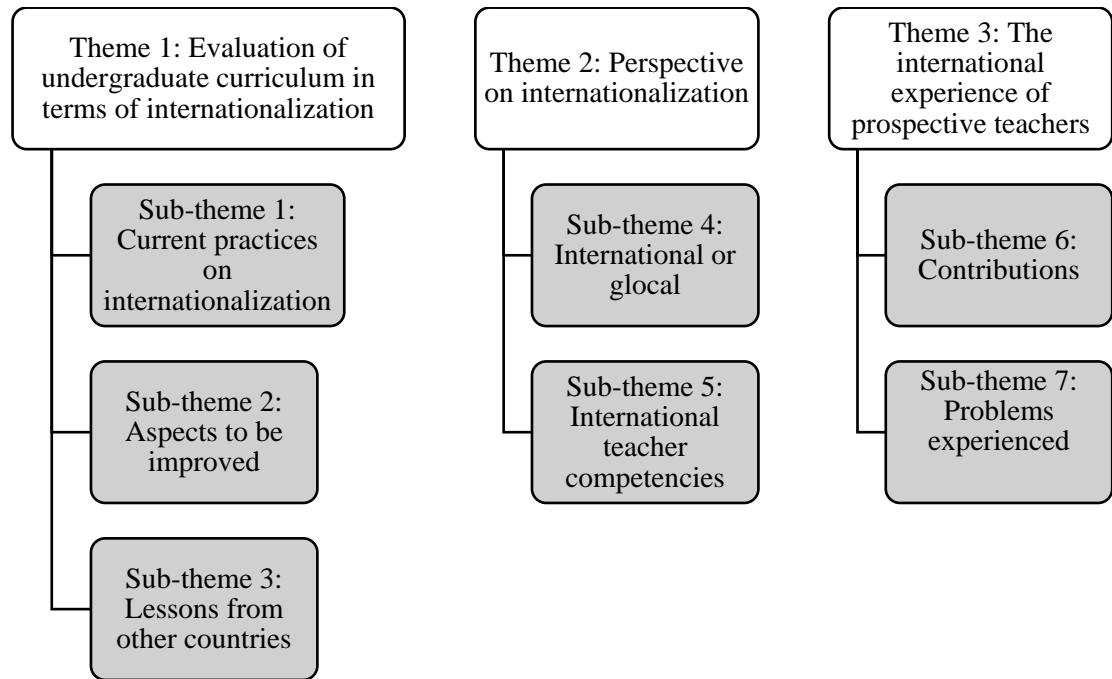 Theme 1: Evaluation of
undergraduate curriculum in
terms of internationalization
Sub-theme 1:
Current practices
on
internationalization
Sub-theme 2:
Aspects to be
improved
Sub-theme 3:
Lessons from
other countries
Theme 2: Perspective
on internationalization
Sub-theme 4:
International or
glocal
Sub-theme 5:
International
teacher
competencies
Theme 3: The
international
experience of
prospective teachers
Sub-theme 6:
Contributions
Sub-theme 7:
Problems
experienced